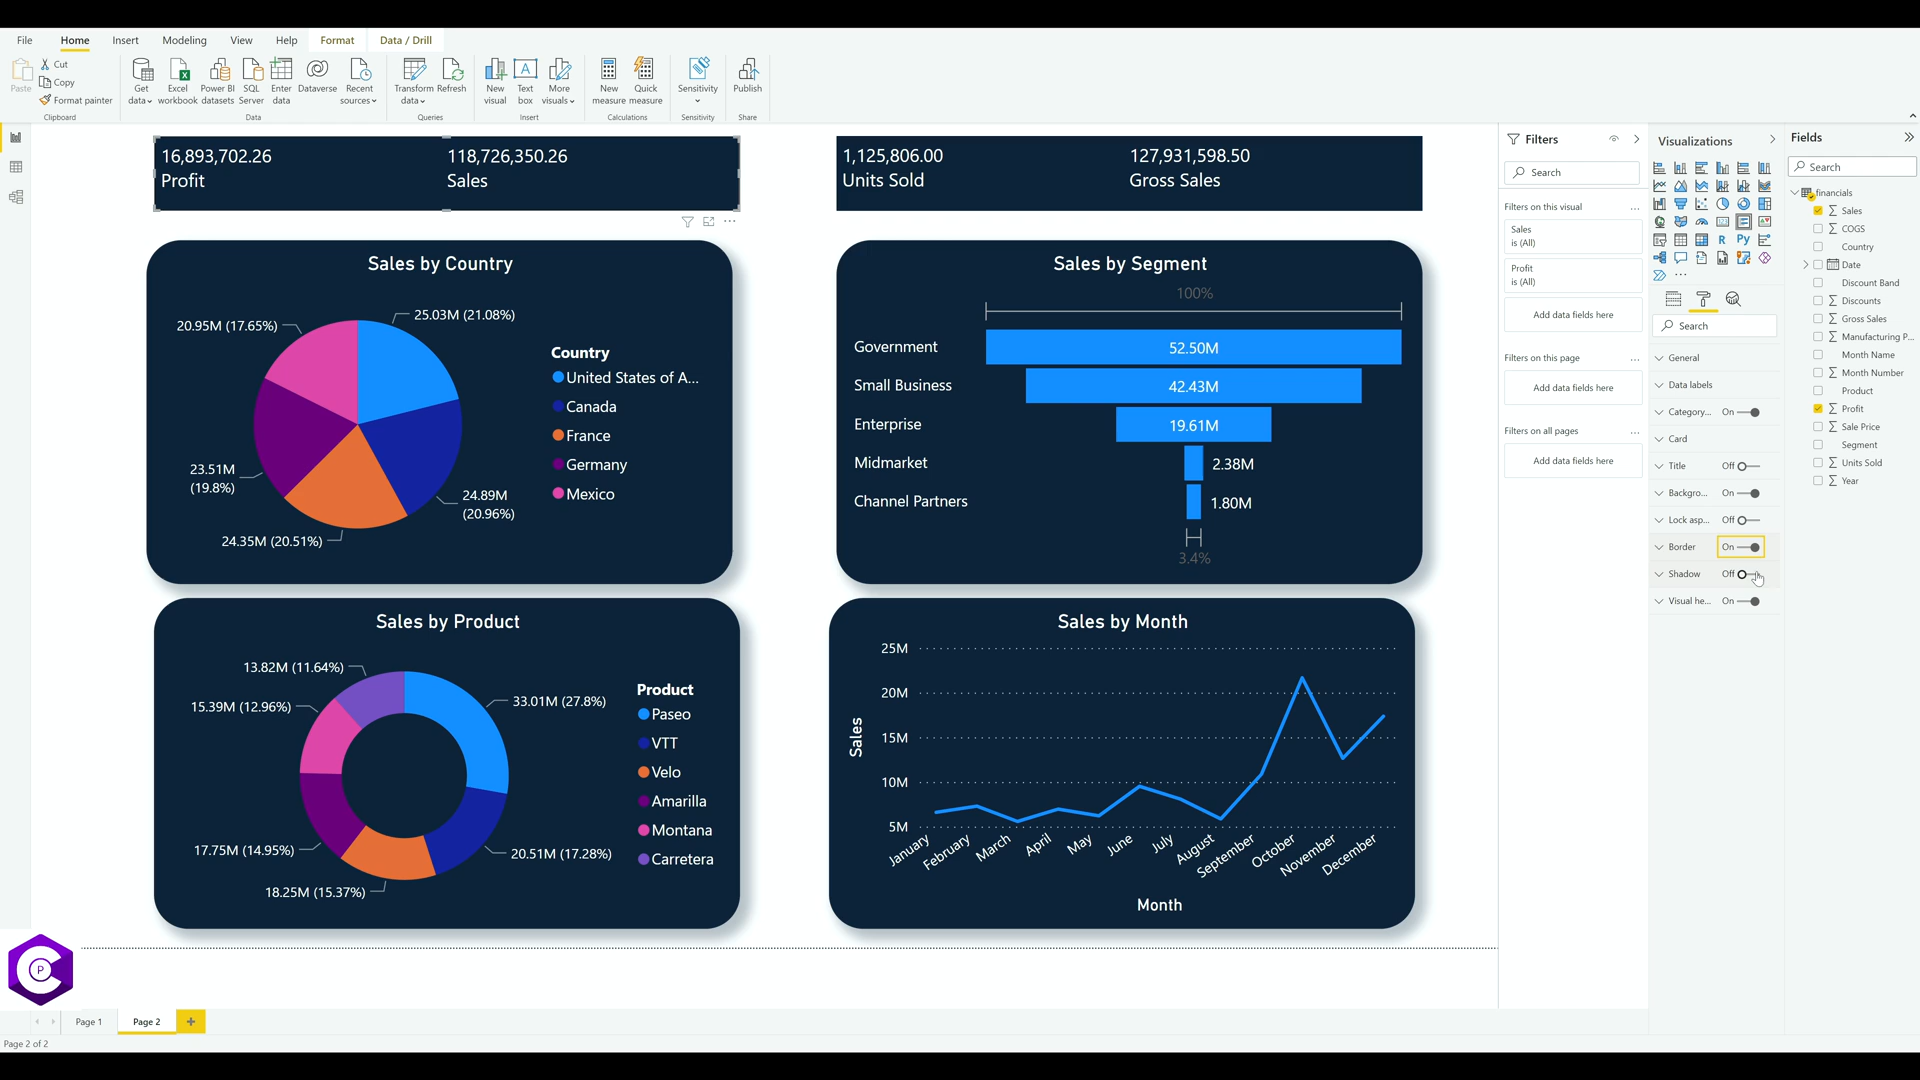 File Home Insert Modeling View Help Format Data / Drill
Paste
Cut
Copy
Format painter
Clipboard
Get data
Excel workbook
Power BI datasets
SQL Server
Enter data
Dataverse
Recent sources
Data
Transform data
Refresh
Queries
New visual
Text box
More visuals
Insert
New measure
Quick measure
Calculations
Sensitivity
Sensitivity
Publish
Share
16,893,702.26
Profit
118,726,350.26
Sales
1,125,806.00
Units Sold
127,931,598.50
Gross Sales
Sales by Country
25.03M (21.08%)
20.95M (17.65%)
23.51M
(19.8%)
24.89M
(20.96%)
24.35M (20.51%)
Country
United States of A...
Canada
France
Germany
Mexico
Sales by Segment
100%
Government 52.50M
Small Business 42.43M
Enterprise 19.61M
Midmarket 2.38M
Channel Partners 1.80M
3.4%
Sales by Product
13.82M (11.64%)
33.01M (27.8%)
15.39M (12.96%)
17.75M (14.95%)
20.51M (17.28%)
18.25M (15.37%)
Product
Paseo
VTT
Velo
Amarilla
Montana
Carretera
Sales by Month
25M
20M
15M
10M
5M
Sales
January February March April May June July August September October November December
Month
C
P
Page 1 Page 2 +
Page 2 of 2
Filters
Search
Filters on this visual ...
Sales
is (All)
Profit
is (All)
Add data fields here
Filters on this page ...
Add data fields here
Filters on all pages ...
Add data fields here
Visualizations
R Py
...
Search
General
Data labels
Category... On
Card
Title Off
Backgro... On
Lock asp... Off
Border On
Shadow Off
Visual he... On
Fields
Search
financials
Sales
COGS
Country
Date
Discount Band
Discounts
Gross Sales
Manufacturing P...
Month Name
Month Number
Product
Profit
Sale Price
Segment
Units Sold
Year